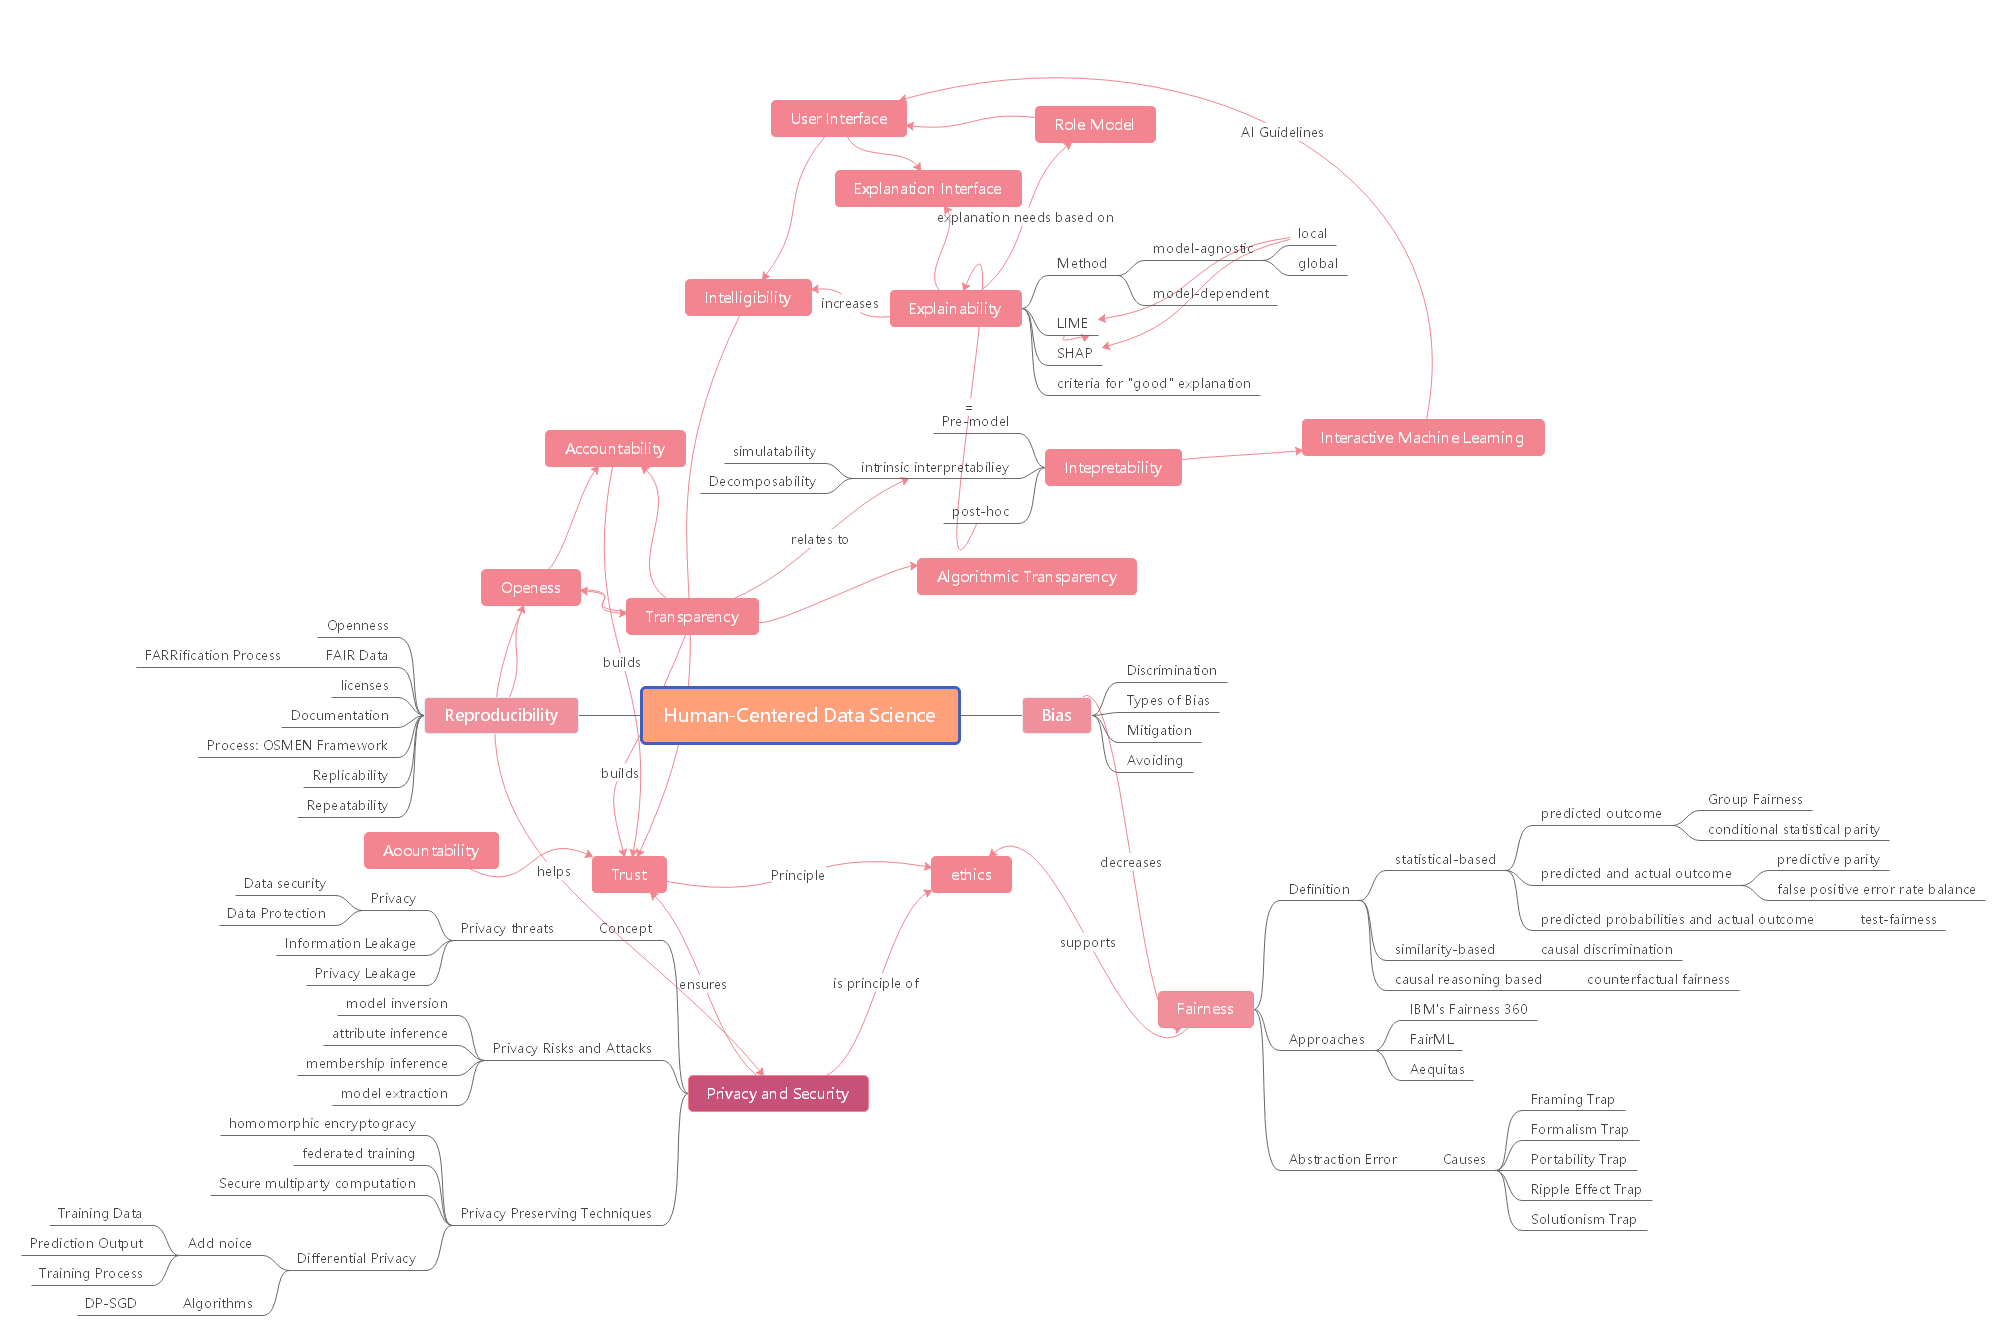 User Interface
Role Model
AI Guidelines
Explanation Interface
explanation needs based on
local
model-agnostic
Method
global
model-dependent
Intelligibility
increases
Explainability
LIME
SHAP
criteria for "good" explanation
=
Pre-model
Accountability
simulatability
intrinsic interpretabiliey
Decomposability
Intepretability
Interactive Machine Learning
post-hoc
relates to
Algorithmic Transparency
Openess
Transparency
Openness
FARRification Process
FAIR Data
licenses
Documentation
Process: OSMEN Framework
Replicability
Repeatability
Reproducibility
builds
Human-Centered Data Science
Bias
Discrimination
Types of Bias
Mitigation
Avoiding
builds
Aoountability
helps
Trust
Principle
ethics
decreases
supports
Data security
Privacy
Data Protection
Privacy threats
Concept
Information Leakage
Privacy Leakage
ensures
is principle of
model inversion
attribute inference
Privacy Risks and Attacks
membership inference
model extraction
Privacy and Security
homomorphic encryptogracy
federated training
Secure multiparty computation
Privacy Preserving Techniques
Training Data
Prediction Output
Add noice
Training Process
Differential Privacy
DP-SGD
Algorithms
Fairness
Definition
statistical-based
predicted outcome
Group Fairness
conditional statistical parity
predicted and actual outcome
predictive parity
false positive error rate balance
predicted probabilities and actual outcome
test-fairness
similarity-based
causal discrimination
causal reasoning based
counterfactual fairness
Approaches
IBM's Fairness 360
FairML
Aequitas
Abstraction Error
Causes
Framing Trap
Formalism Trap
Portability Trap
Ripple Effect Trap
Solutionism Trap